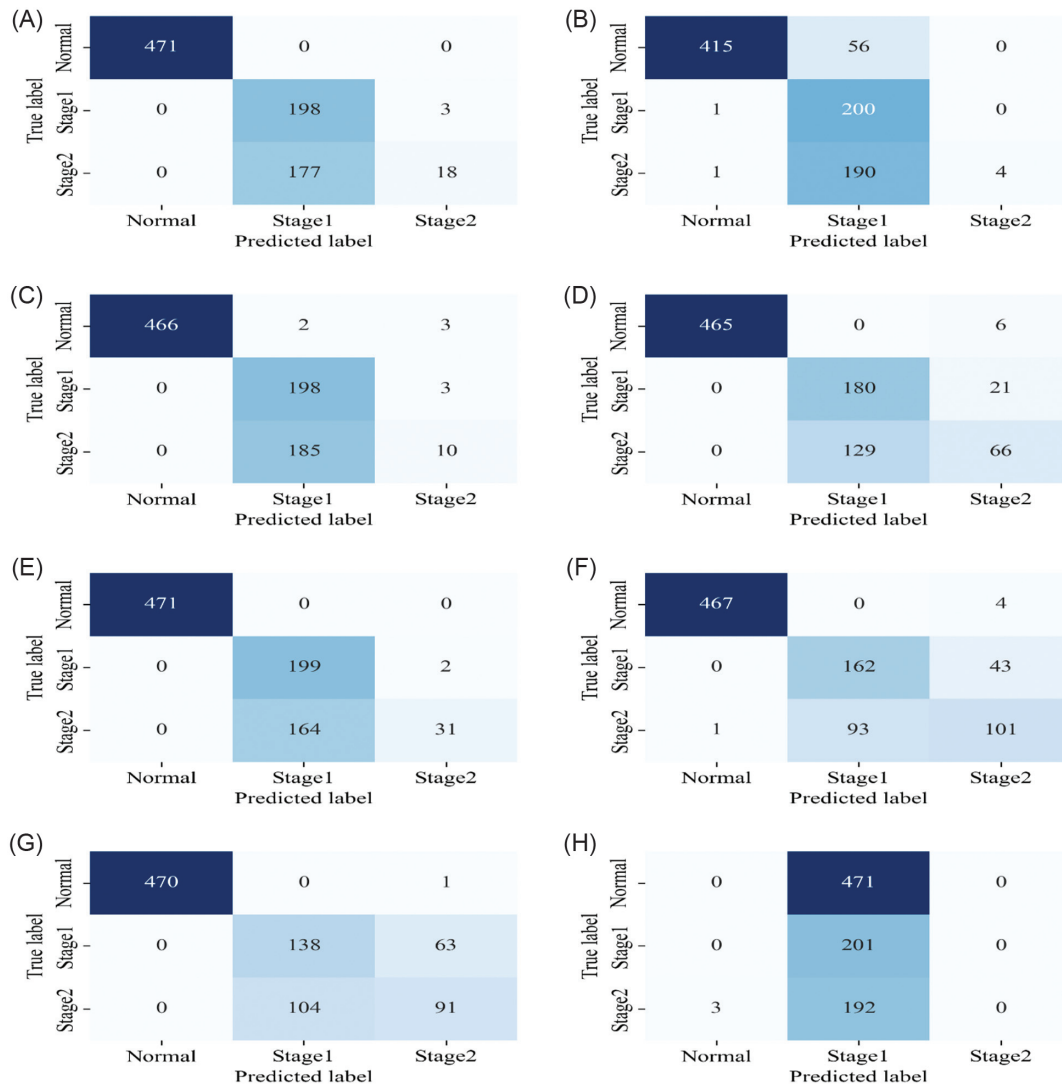 (A)
True label
Normal 471 0 0
Stage1 0 198 3
Stage2 0 177 18
Normal Stage1 Stage2
Predicted label
(B)
True label
Normal 415 56 0
Stage1 1 200 0
Stage2 1 190 4
Normal Stage1 Stage2
Predicted label
(C)
True label
Normal 466 2 3
Stage1 0 198 3
Stage2 0 185 10
Normal Stage1 Stage2
Predicted label
(D)
True label
Normal 465 0 6
Stage1 0 180 21
Stage2 0 129 66
Normal Stage1 Stage2
Predicted label
(E)
True label
Normal 471 0 0
Stage1 0 199 2
Stage2 0 164 31
Normal Stage1 Stage2
Predicted label
(F)
True label
Normal 467 0 4
Stage1 0 162 43
Stage2 1 93 101
Normal Stage1 Stage2
Predicted label
(G)
True label
Normal 470 0 1
Stage1 0 138 63
Stage2 0 104 91
Normal Stage1 Stage2
Predicted label
(H)
True label
Normal 0 471 0
Stage1 0 201 0
Stage2 3 192 0
Normal Stage1 Stage2
Predicted label